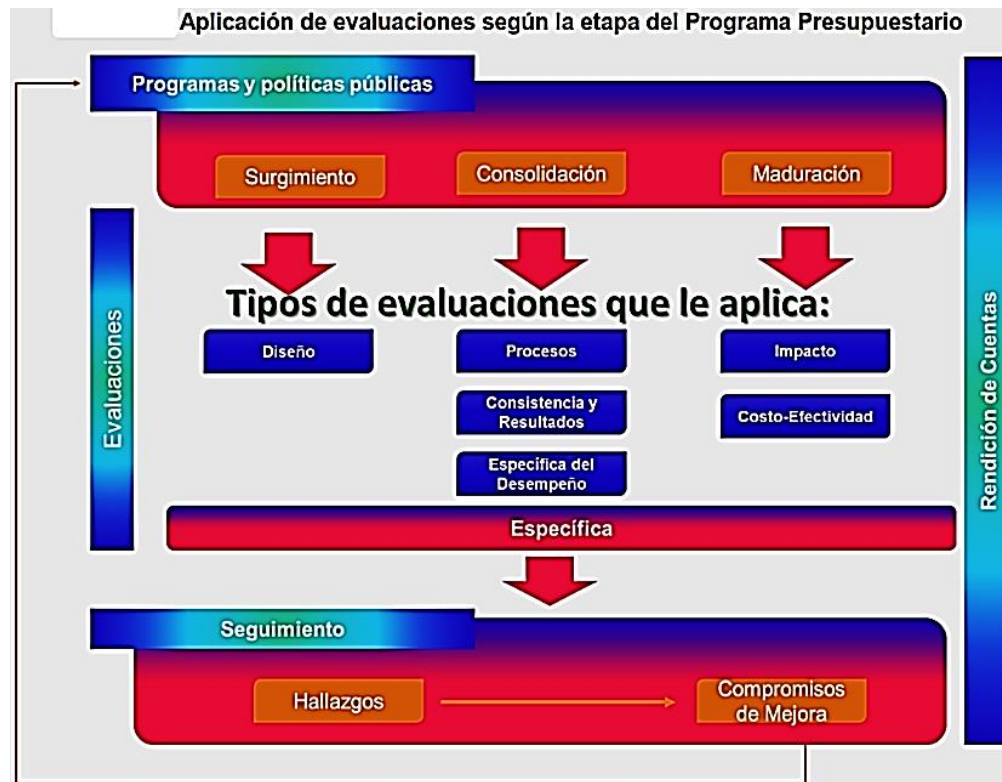 Aplicación de evaluaciones según la etapa del Programa Presupuestario
Programas y políticas públicas
Surgimiento
Consolidación
Maduración
Evaluaciones
Rendición de Cuentas
Tipos de evaluaciones que le aplica:
Diseño
Procesos
Impacto
Consistencia y
Resultados
Costo-Efectividad
Específica del
Desempeño
Específica
Seguimiento
Hallazgos
Compromisos
de Mejora